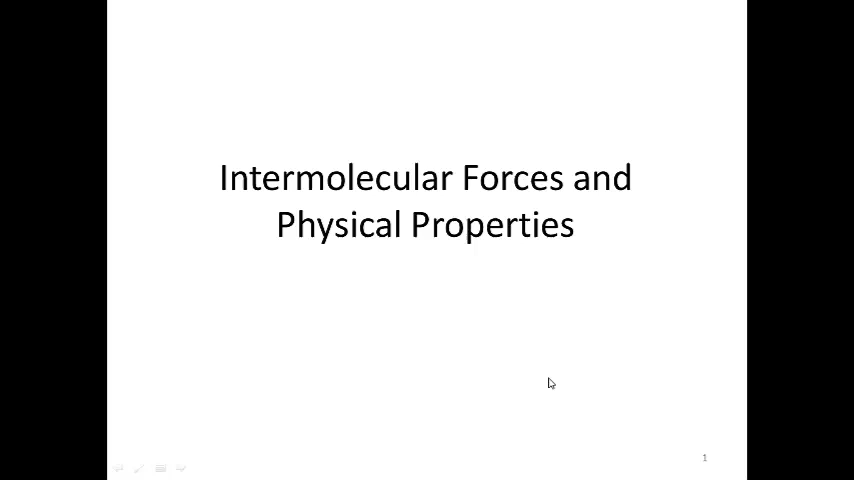 Intermolecular Forces and
Physical Properties
1